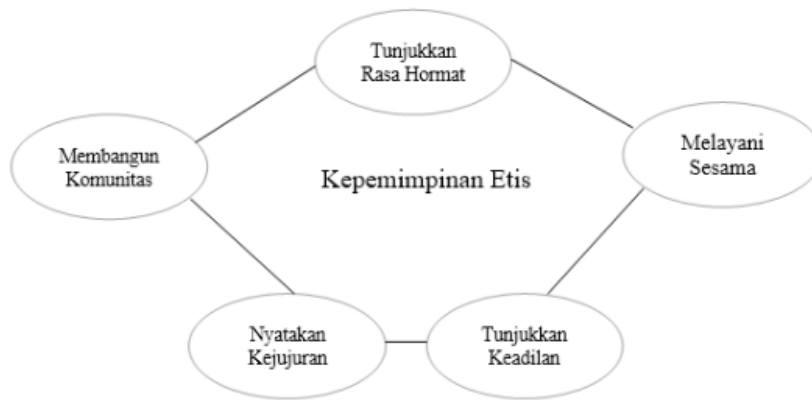 Tunjukkan
Rasa Hormat
Membangun
Komunitas
Melayani
Sesama
Kepemimpinan Etis
Nyatakan
Kejujuran
Tunjukkan
Keadilan